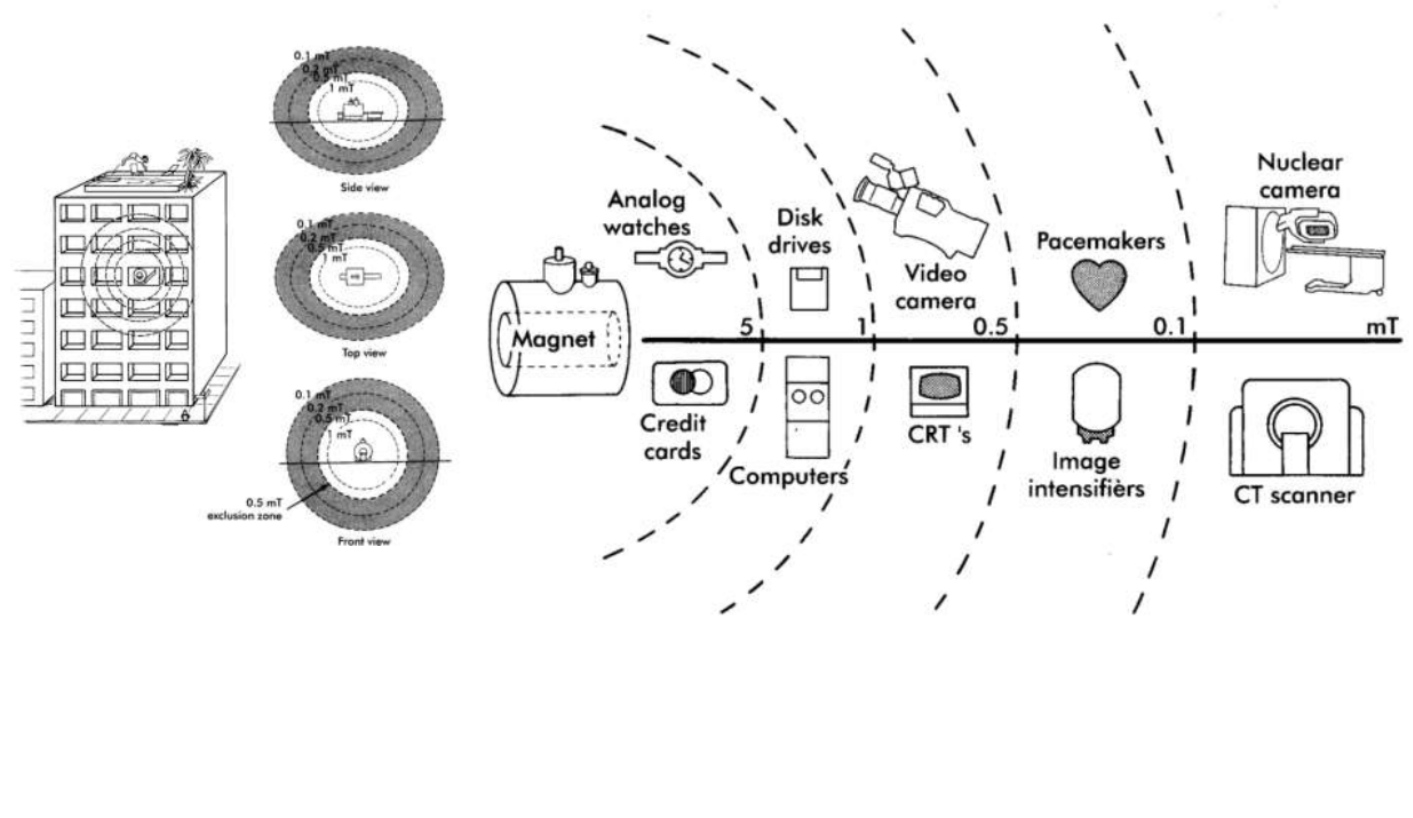 0.1 mT
0.2 mT
0.5 mT
1 mT
Side view
0.1 mT
0.2 mT
0.5 mT
1 mT
Top view
0.1 mT
0.2 mT
0.5 mT
1 mT
0.5 mT
exclusion zone
Front view
Magnet
Analog
watches
Disk
drives
Video
camera
Pacemakers
Nuclear
camera
5
1
0.5
0.1
mT
Credit
cards
Computers
CRT 's
Image
intensifièrs
CT scanner